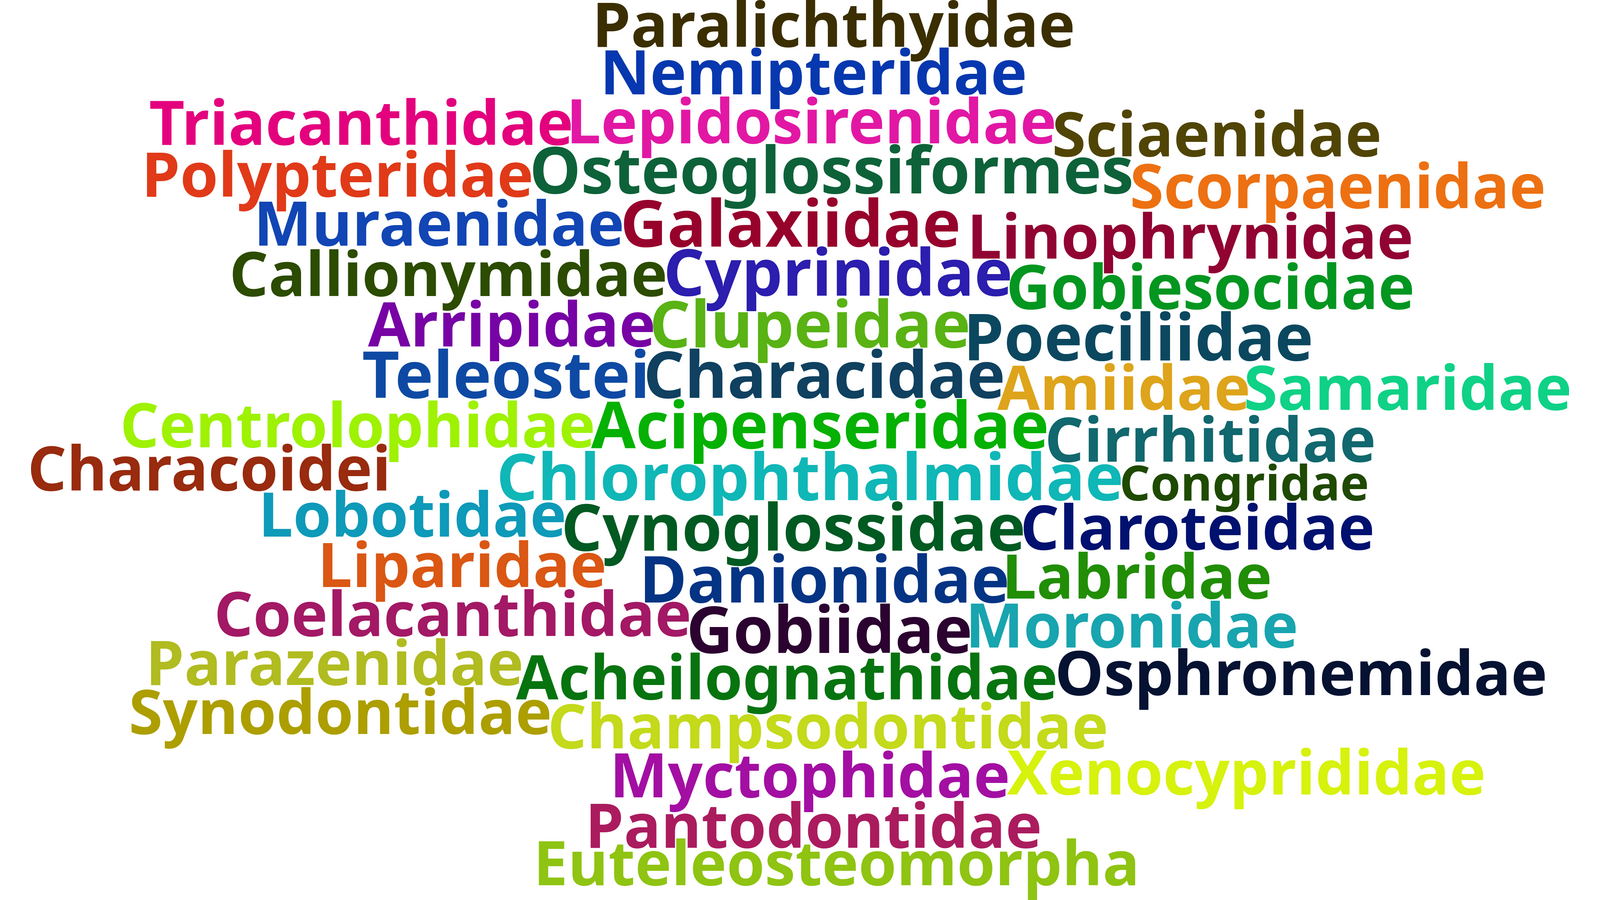 Paralichthyidae
Nemipteridae
Triacanthidae Lepidosirenidae Sciaenidae
Polypteridae Osteoglossiformes Scorpaenidae
Muraenidae Galaxiidae Linophrynidae
Callionymidae Cyprinidae Gobiesocidae
Arripidae Clupeidae Poeciliidae
Teleostei Characidae Amiidae Samaridae
Centrolophidae Acipenseridae Cirrhitidae
Characoidei Chlorophthalmidae Congridae
Lobotidae Cynoglossidae Claroteidae
Liparidae Danionidae Labridae
Coelacanthidae Gobiidae Moronidae
Parazenidae Acheilognathidae Osphronemidae
Synodontidae Champsodontidae
Myctophidae Xenocyprididae
Pantodontidae
Euteleosteomorpha